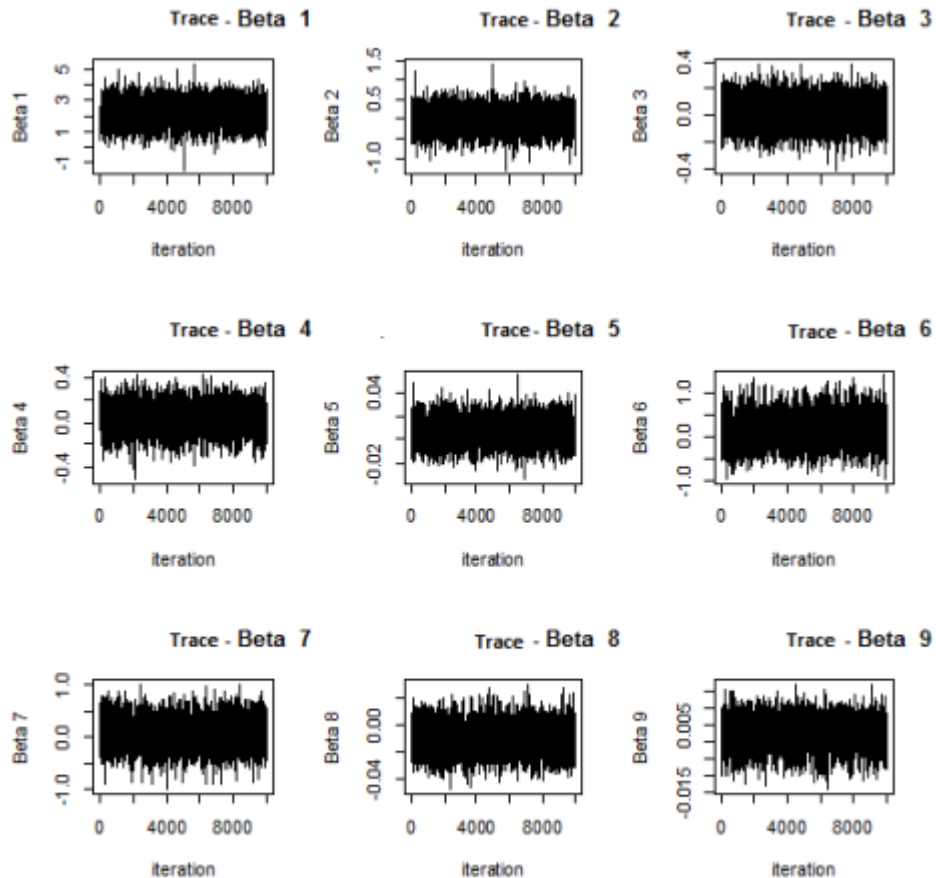 Trace - Beta 1
Beta 1
5
3
1
-1
0
4000
8000
iteration
Trace - Beta 2
Beta 2
1.5
0.5
-1.0
0
4000
8000
iteration
Trace - Beta 3
Beta 3
0.4
0.0
-0.4
0
4000
8000
iteration
Trace - Beta 4
Beta 4
0.4
0.0
-0.4
0
4000
8000
iteration
Trace - Beta 5
Beta 5
0.04
-0.02
0
4000
8000
iteration
Trace - Beta 6
Beta 6
1.0
0.0
-1.0
0
4000
8000
iteration
Trace - Beta 7
Beta 7
1.0
0.0
-1.0
0
4000
8000
iteration
Trace - Beta 8
Beta 8
0.00
-0.04
0
4000
8000
iteration
Trace - Beta 9
Beta 9
0.005
-0.015
0
4000
8000
iteration